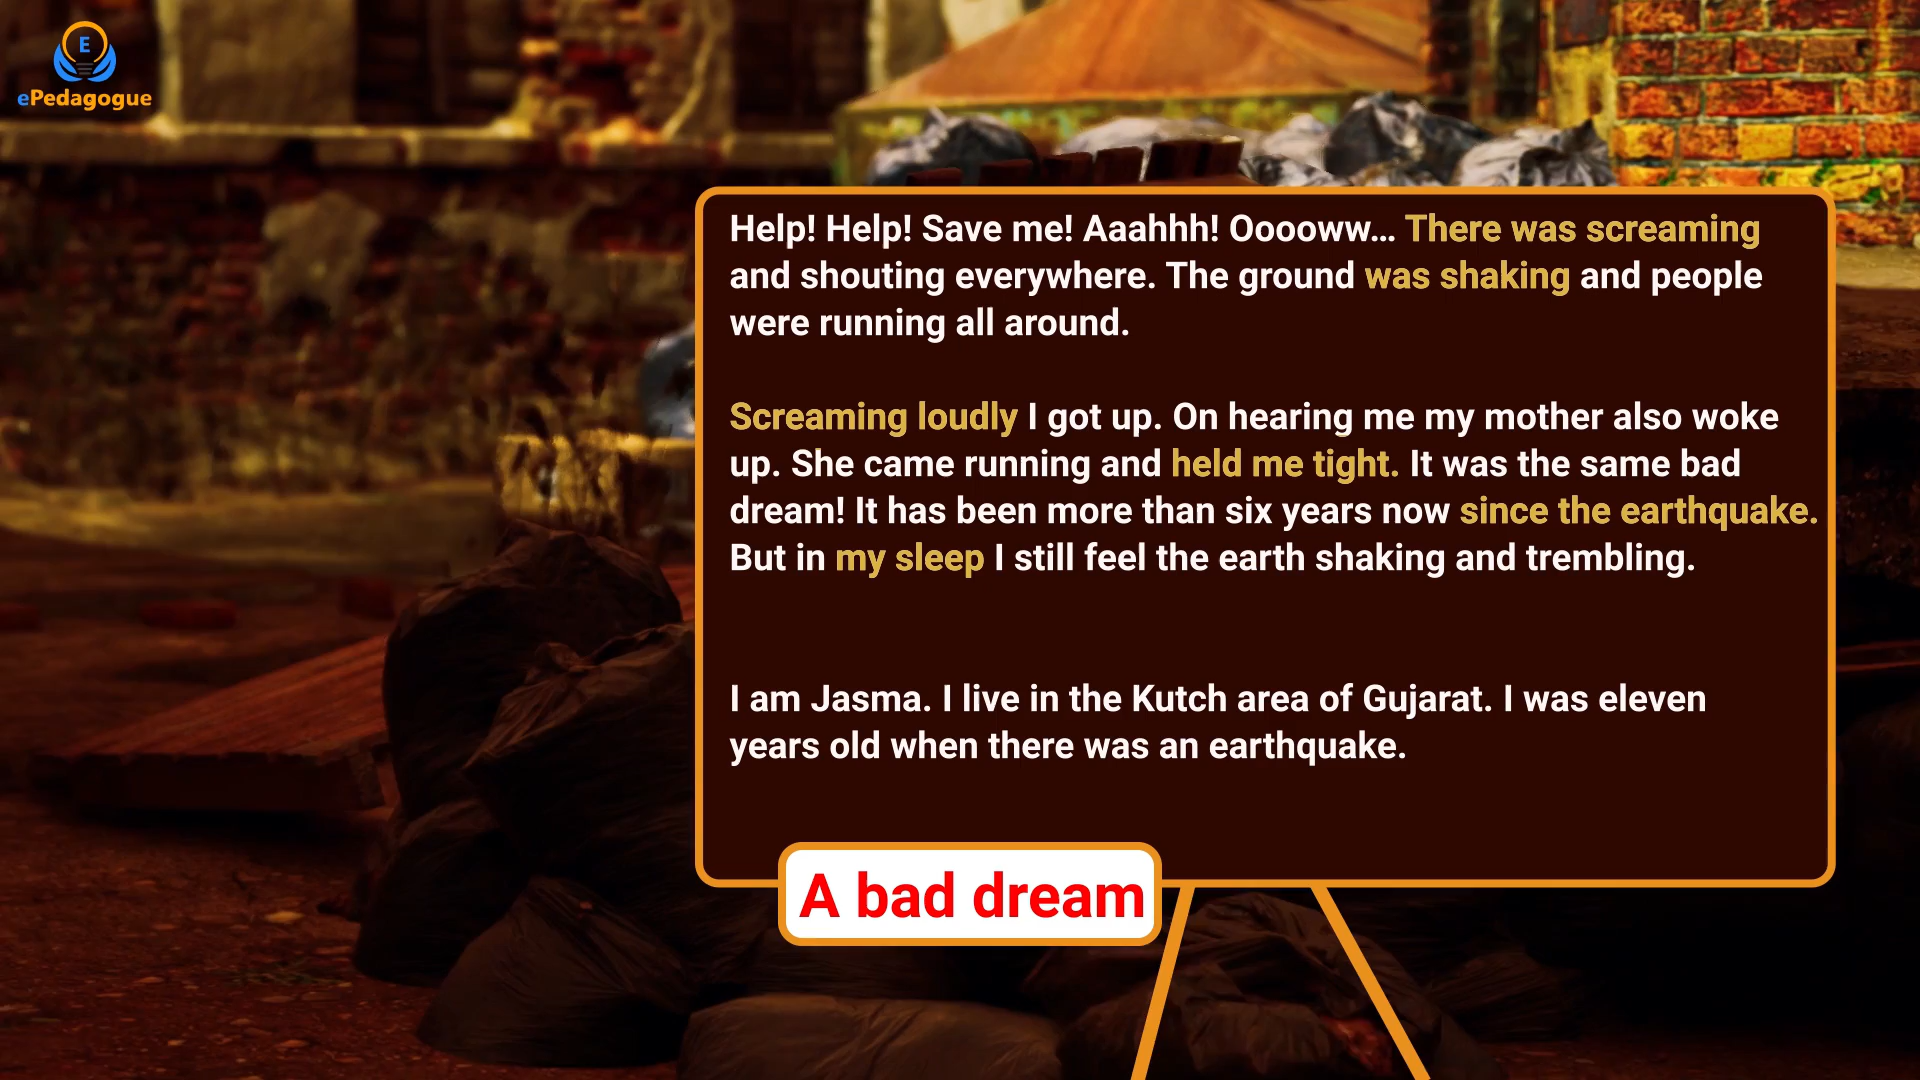 E
ePedagogue
Help! Help! Save me! Aaahhh! Ooooww... There was screaming
and shouting everywhere. The ground was shaking and people
were running all around.
Screaming loudly I got up. On hearing me my mother also woke
up. She came running and held me tight. It was the same bad
dream! It has been more than six years now since the earthquake.
But in my sleep I still feel the earth shaking and trembling.
I am Jasma. I live in the Kutch area of Gujarat. I was eleven
years old when there was an earthquake.
A bad dream